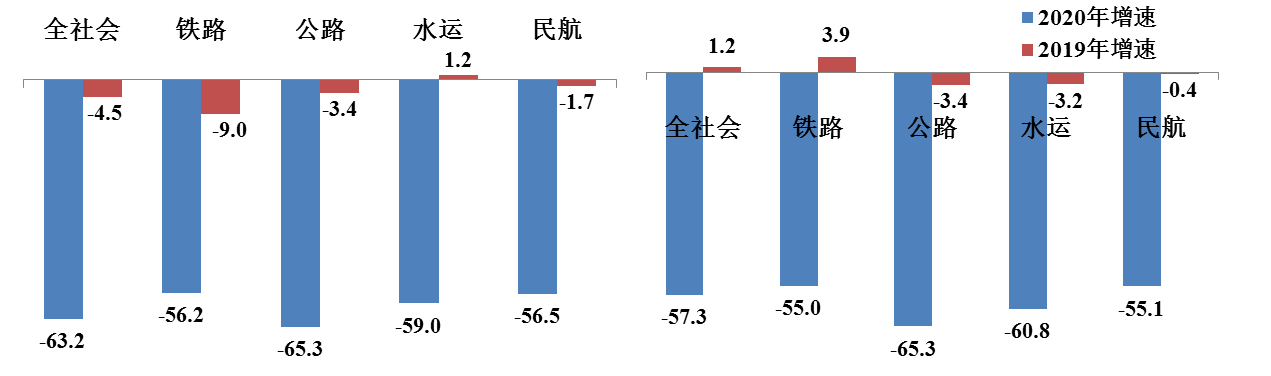 全社会 铁路 公路 水运 民航
1.2
-4.5 -9.0 -3.4 -1.7
-63.2 -56.2 -65.3 -59.0 -56.5
2020年增速
2019年增速
1.2 3.9
-3.4 -3.2 -0.4
全社会 铁路 公路 水运 民航
-57.3 -55.0 -65.3 -60.8 -55.1